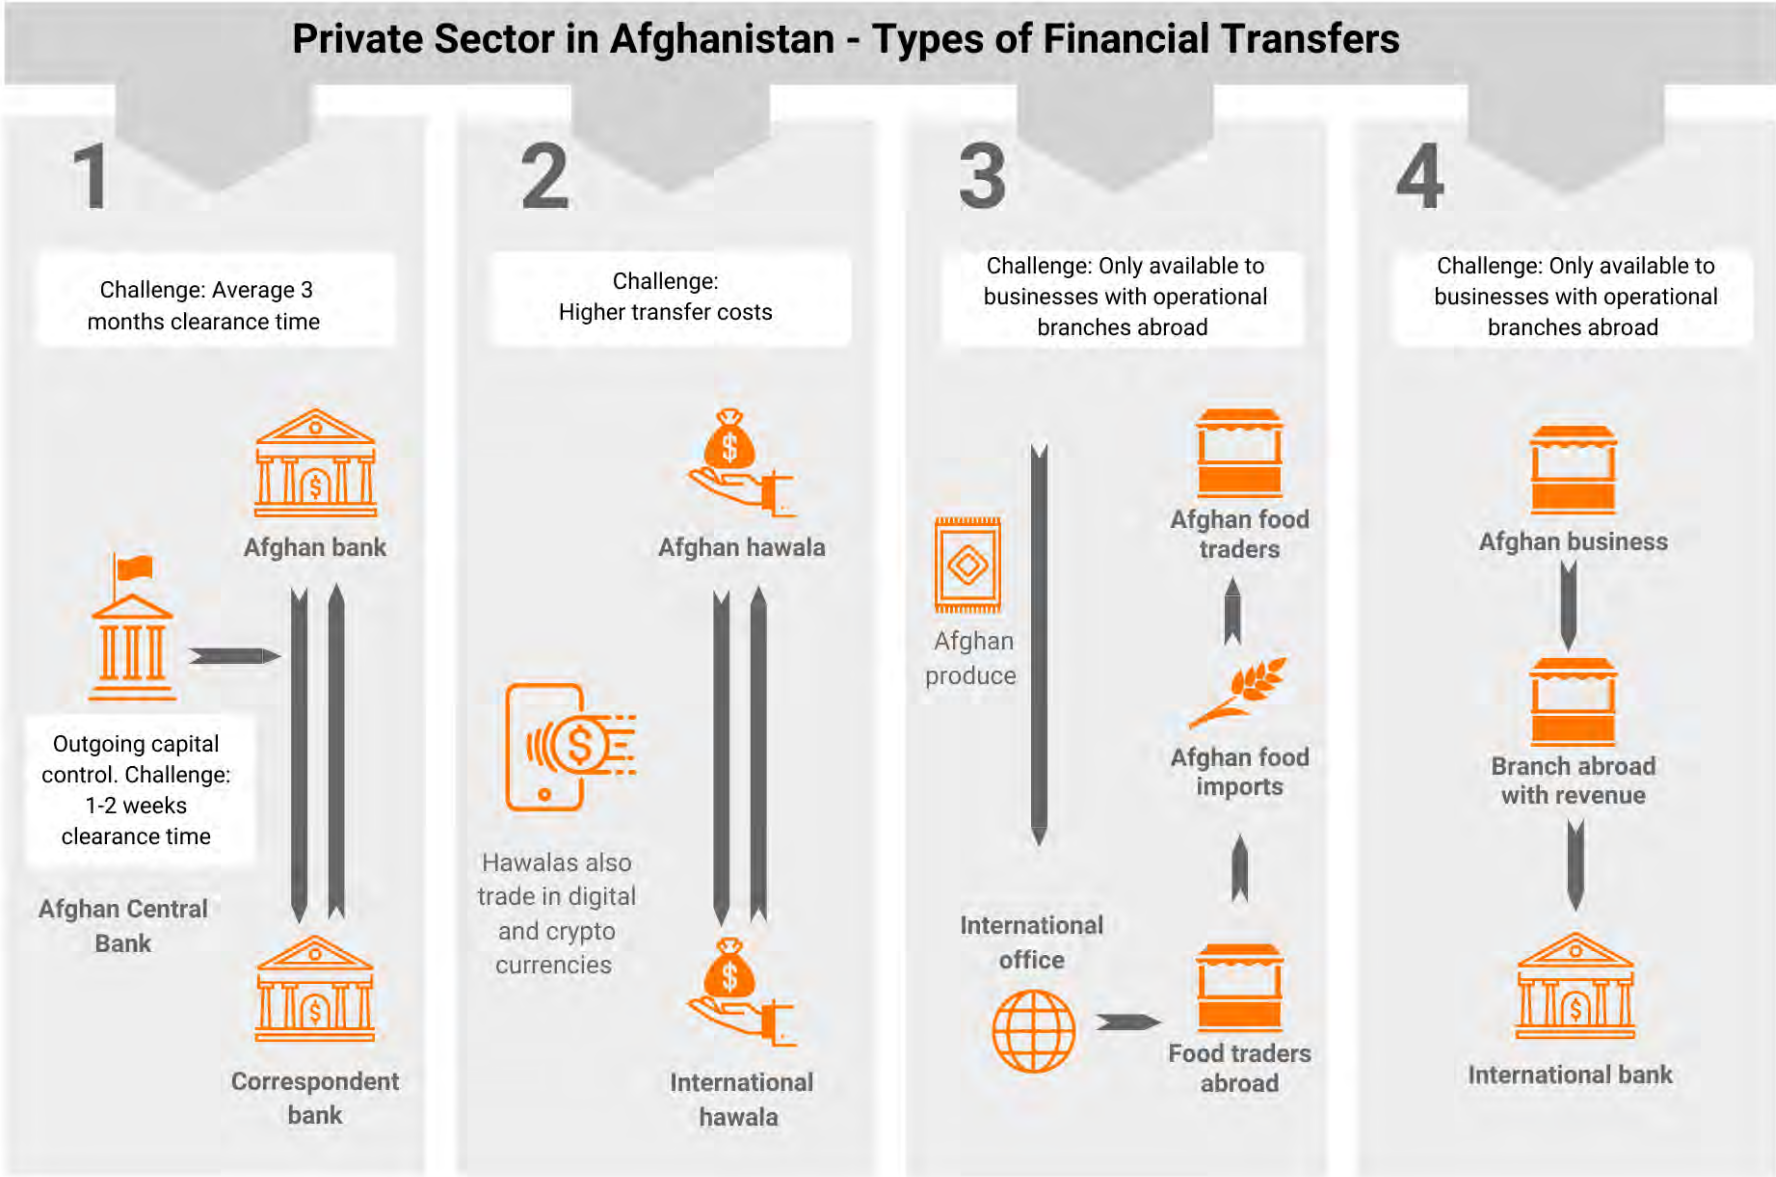 Private Sector in Afghanistan - Types of Financial Transfers
1
Challenge: Average 3
months clearance time
$
Afghan bank
Outgoing capital
control. Challenge:
1-2 weeks
clearance time
Afghan Central
Bank
$
Correspondent
bank
2
Challenge:
Higher transfer costs
$
Afghan hawala
$
Hawalas also
trade in digital
and crypto
currencies
$
International
hawala
3
Challenge: Only available to
businesses with operational
branches abroad
Afghan food
traders
Afghan
produce
Afghan food
imports
International
office
Food traders
abroad
4
Challenge: Only available to
businesses with operational
branches abroad
Afghan business
Branch abroad
with revenue
$
International bank